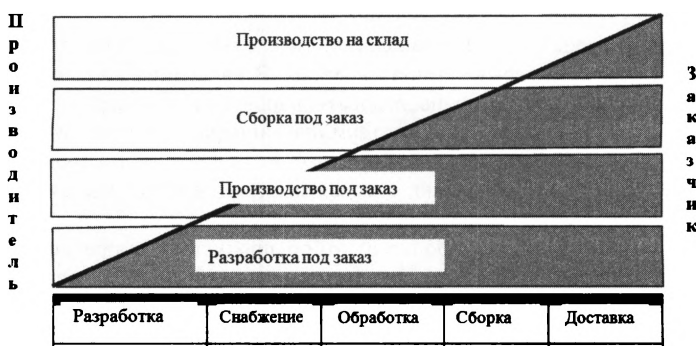 Производитель
Производство на склад
Сборка под заказ
Производство под заказ
Разработка под заказ
Заказчик
Разработка Снабжение Обработка Сборка Доставка